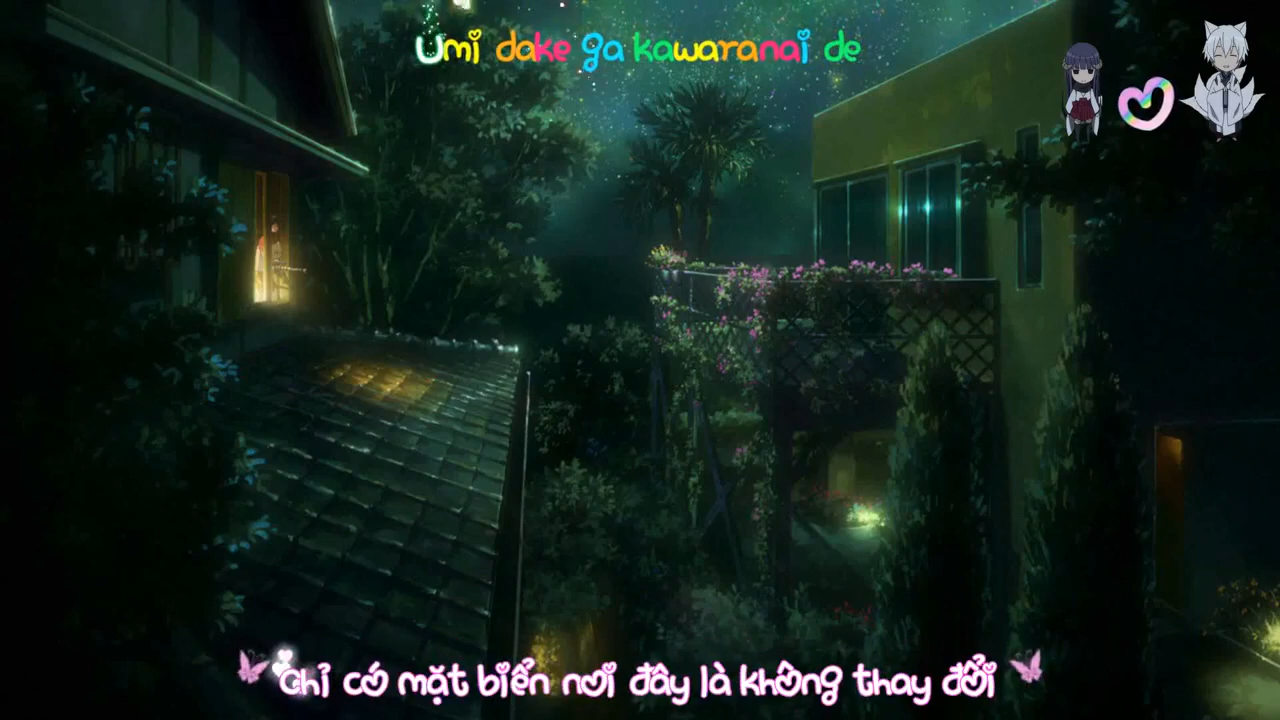 Umi dake ga kawaranai de
Chỉ có mặt biển nơi đây là không thay đổi